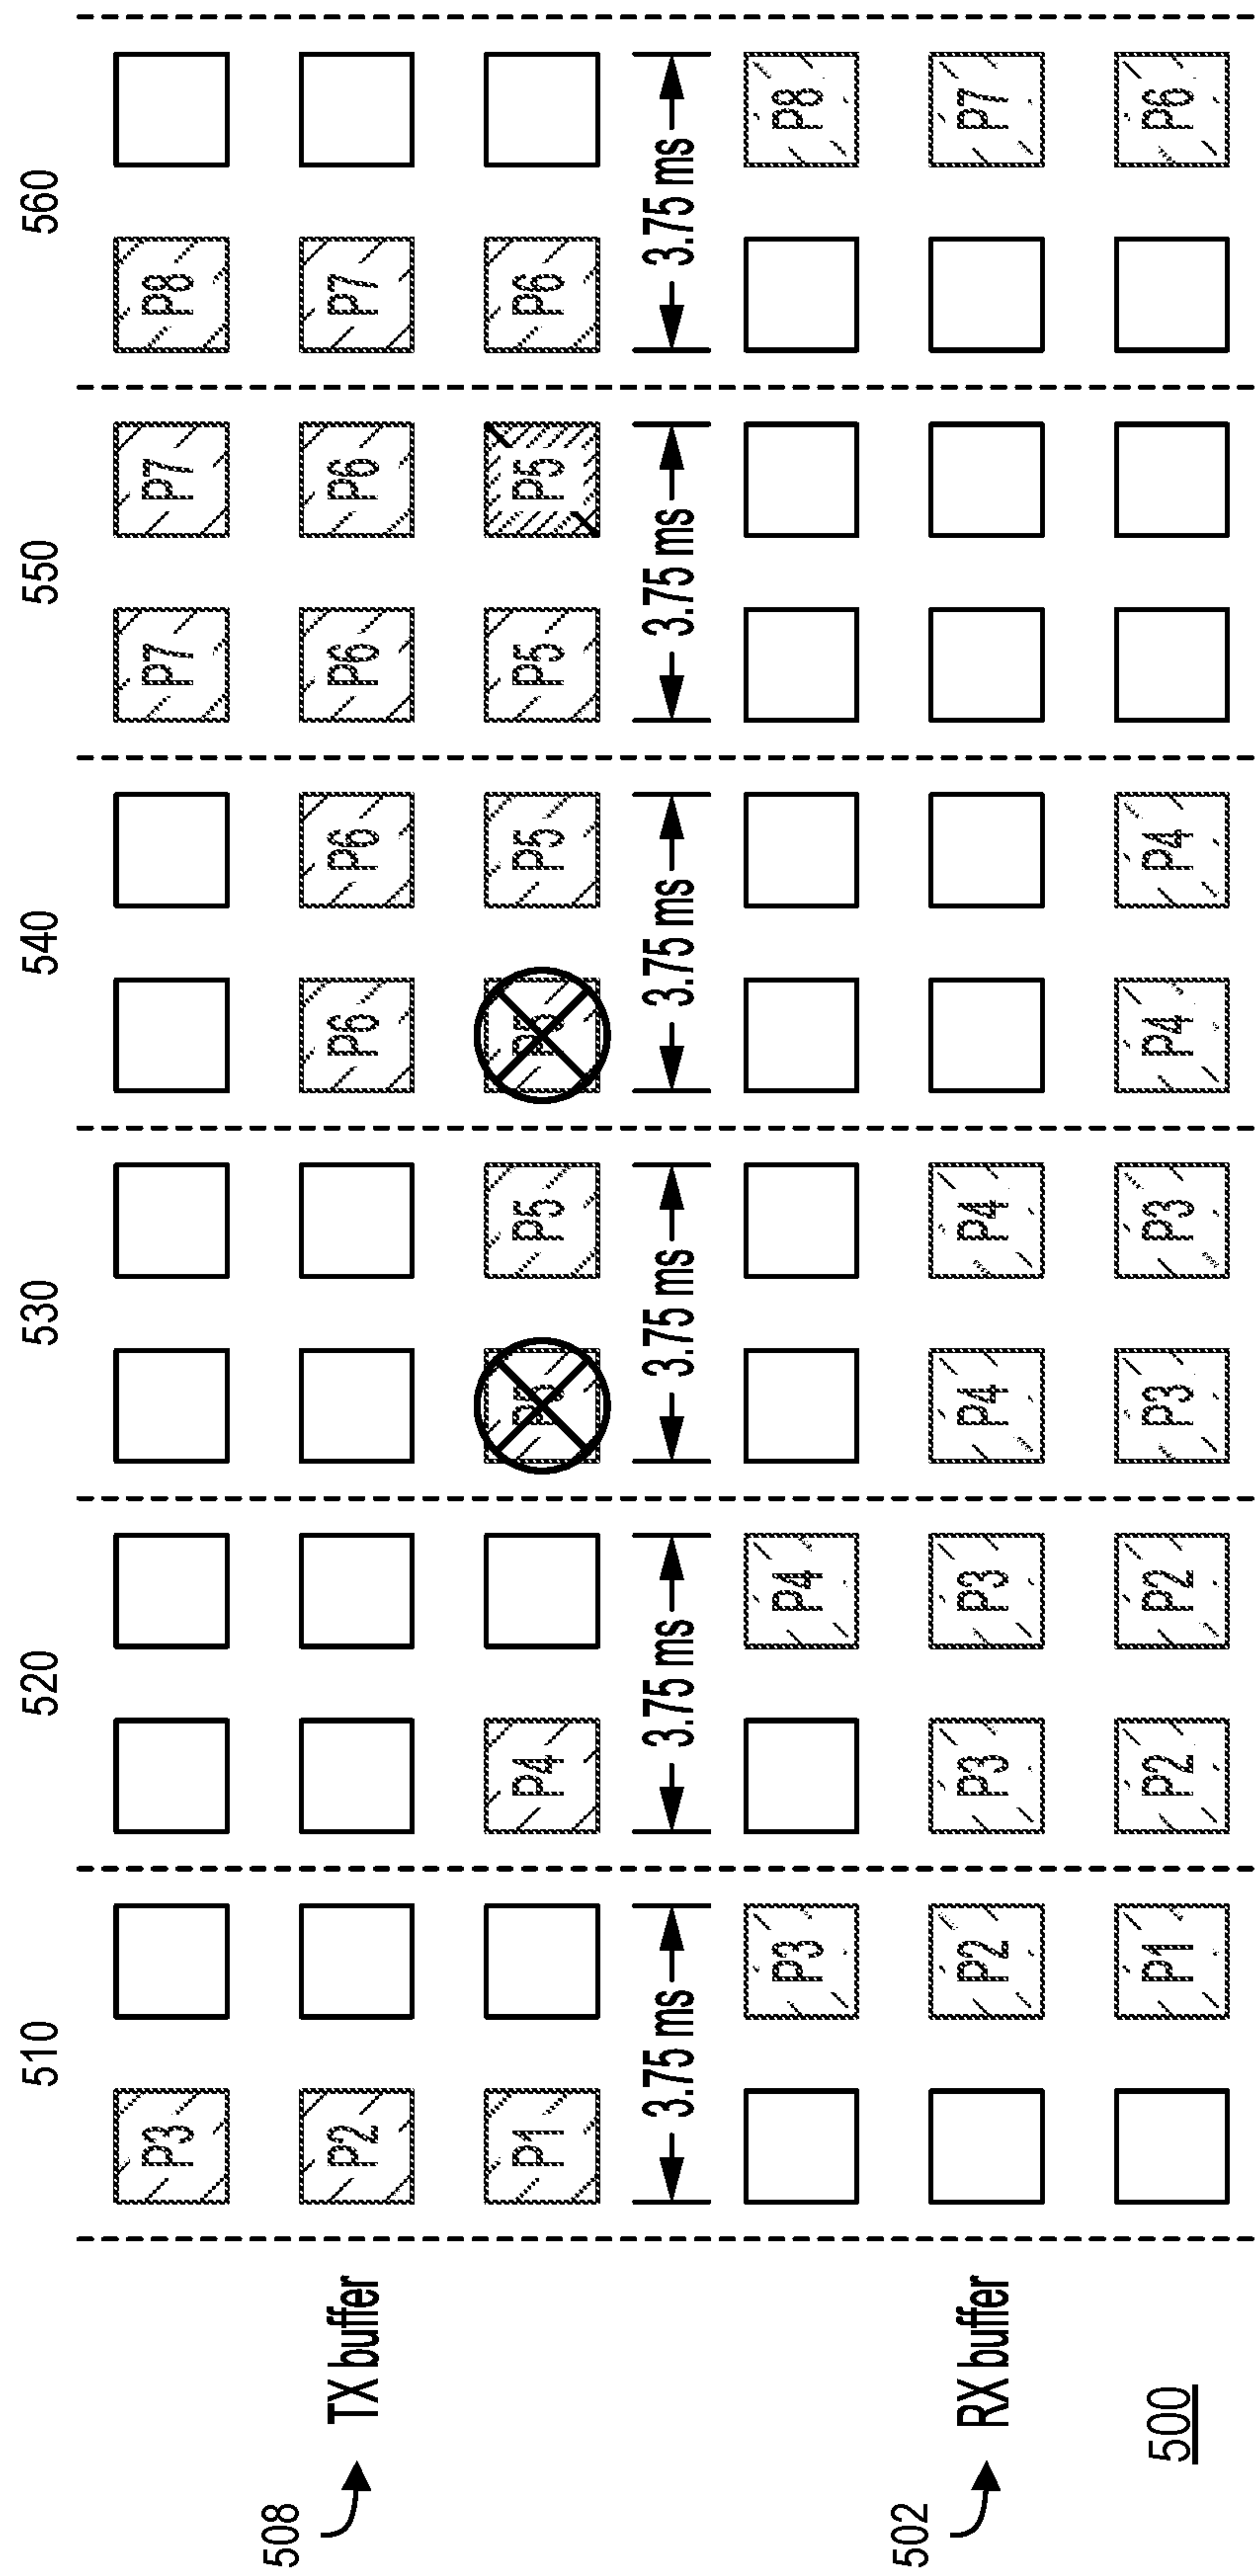 510 520 530 540 550 560
P3 P7 P7 P8
508 TX buffer P2 P6 P6 P6 P6 P7
P1 P4 P5 P5 P5 P5 P5 P5 P6
3.75 ms 3.75 ms 3.75 ms 3.75 ms 3.75 ms 3.75 ms
P3 P4 P8
502 RX buffer P2 P3 P3 P4 P4 P7
P1 P2 P2 P3 P3 P4 P4 P6
500